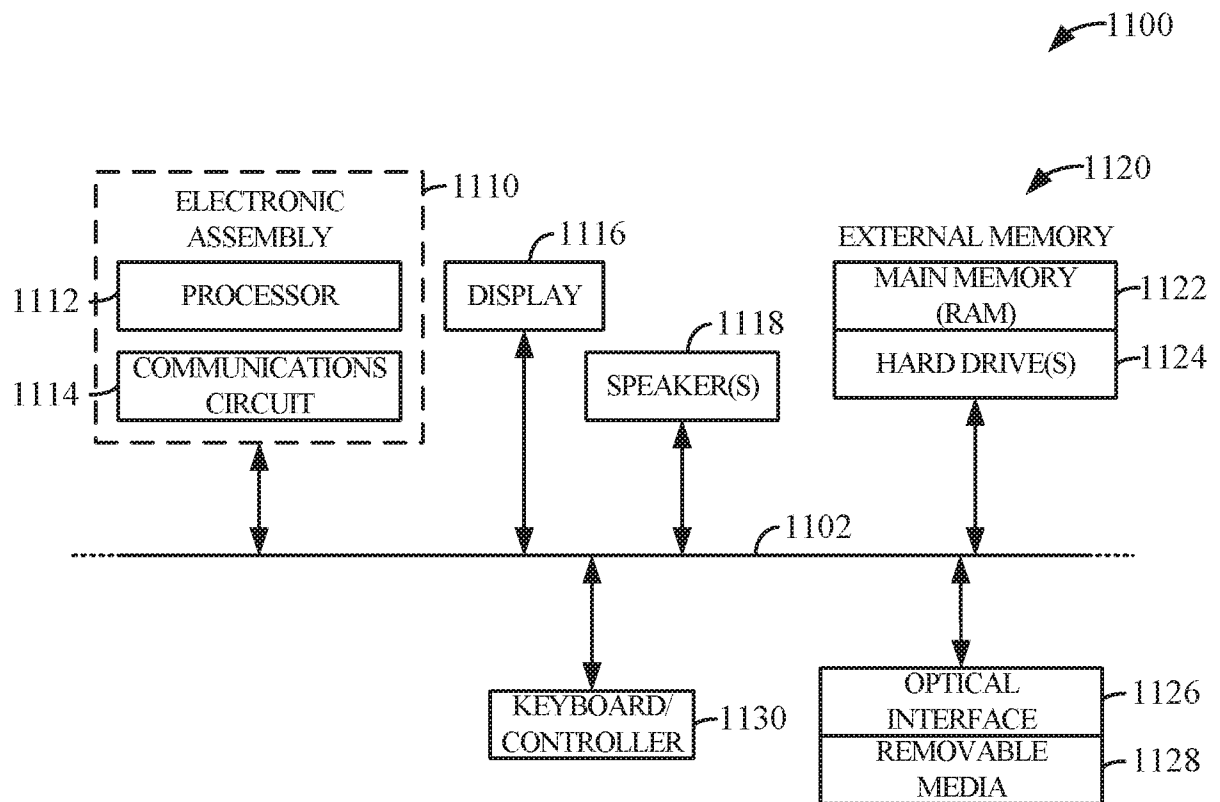 1100
1120
1110
ELECTRONIC
ASSEMBLY
1112
PROCESSOR
1114
COMMUNICATIONS
CIRCUIT
1116
DISPLAY
1118
SPEAKER(S)
EXTERNAL MEMORY
MAIN MEMORY
(RAM)
1122
HARD DRIVE(S)
1124
1102
KEYBOARD/
CONTROLLER
1130
OPTICAL
INTERFACE
1126
REMOVABLE
MEDIA
1128